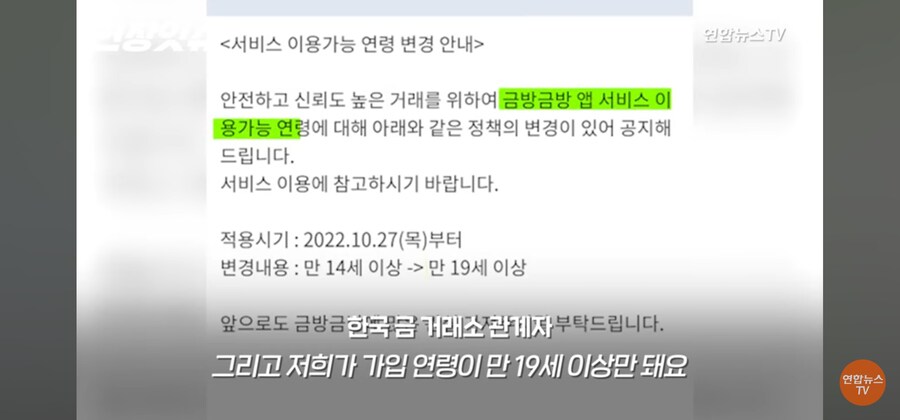 연합뉴스TV
<서비스 이용가능 연령 변경 안내>
안전하고 신뢰도 높은 거래를 위하여 금방금방 앱 서비스 이
용가능 연령에 대해 아래와 같은 정책의 변경이 있어 공지해
드립니다.
서비스 이용에 참고하시기 바랍니다.
적용시기 : 2022.10.27(목)부터
변경내용 : 만 14세 이상 -> 만 19세 이상
앞으로도 금방금방 부탁드립니다.
한국 금 거래소 관계자
그리고 저희가 가입 연령이 만 19세 이상만 돼요
연합뉴스
TV